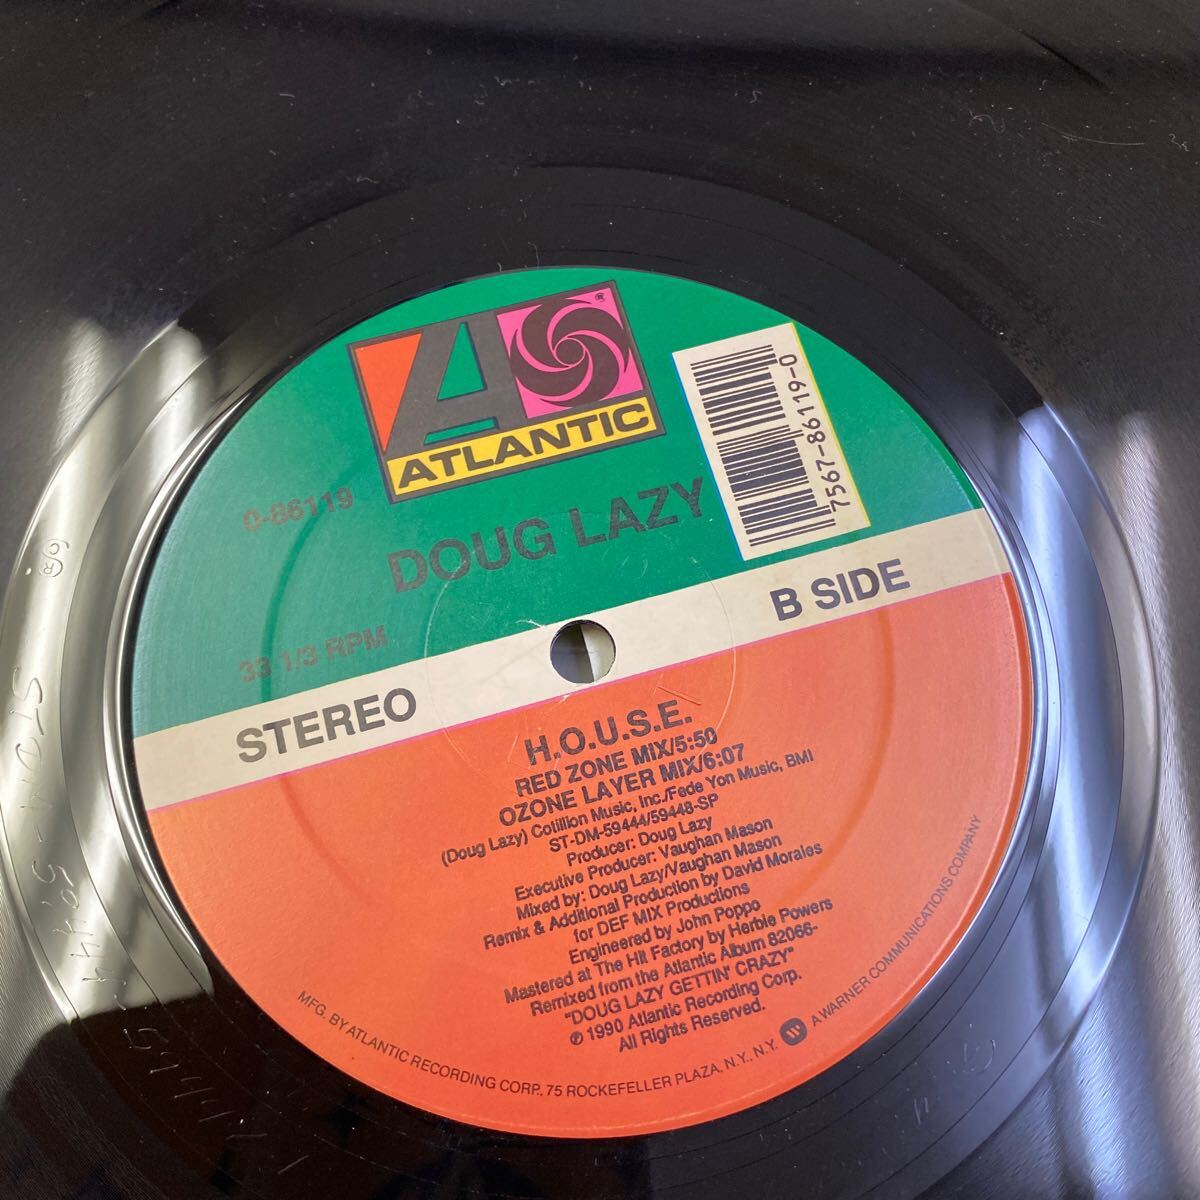 ATLANTIC
®
0-86119
DOUG LAZY
7567-86119-0
33 1/3 RPM
STEREO
B SIDE
H.O.U.S.E.
RED ZONE MIX/5:50
OZONE LAYER MIX/6:07
(Doug Lazy) Cotillion Music, Inc./Fede Yon Music, BMI
ST-DM-59444/59448-SP
Producer: Doug Lazy
Executive Producer: Vaughan Mason
Mixed by: Doug Lazy/Vaughan Mason
Remix & Additional Production by David Morales
for DEF MIX Productions
Engineered by John Poppo
Mastered at The Hit Factory by Herbie Powers
Remixed from the Atlantic Album 82066-
"DOUG LAZY GETTIN' CRAZY"
℗ 1990 Atlantic Recording Corp.
All Rights Reserved.
MFG. BY ATLANTIC RECORDING CORP., 75 ROCKEFELLER PLAZA, N.Y., N.Y. A WARNER COMMUNICATIONS COMPANY